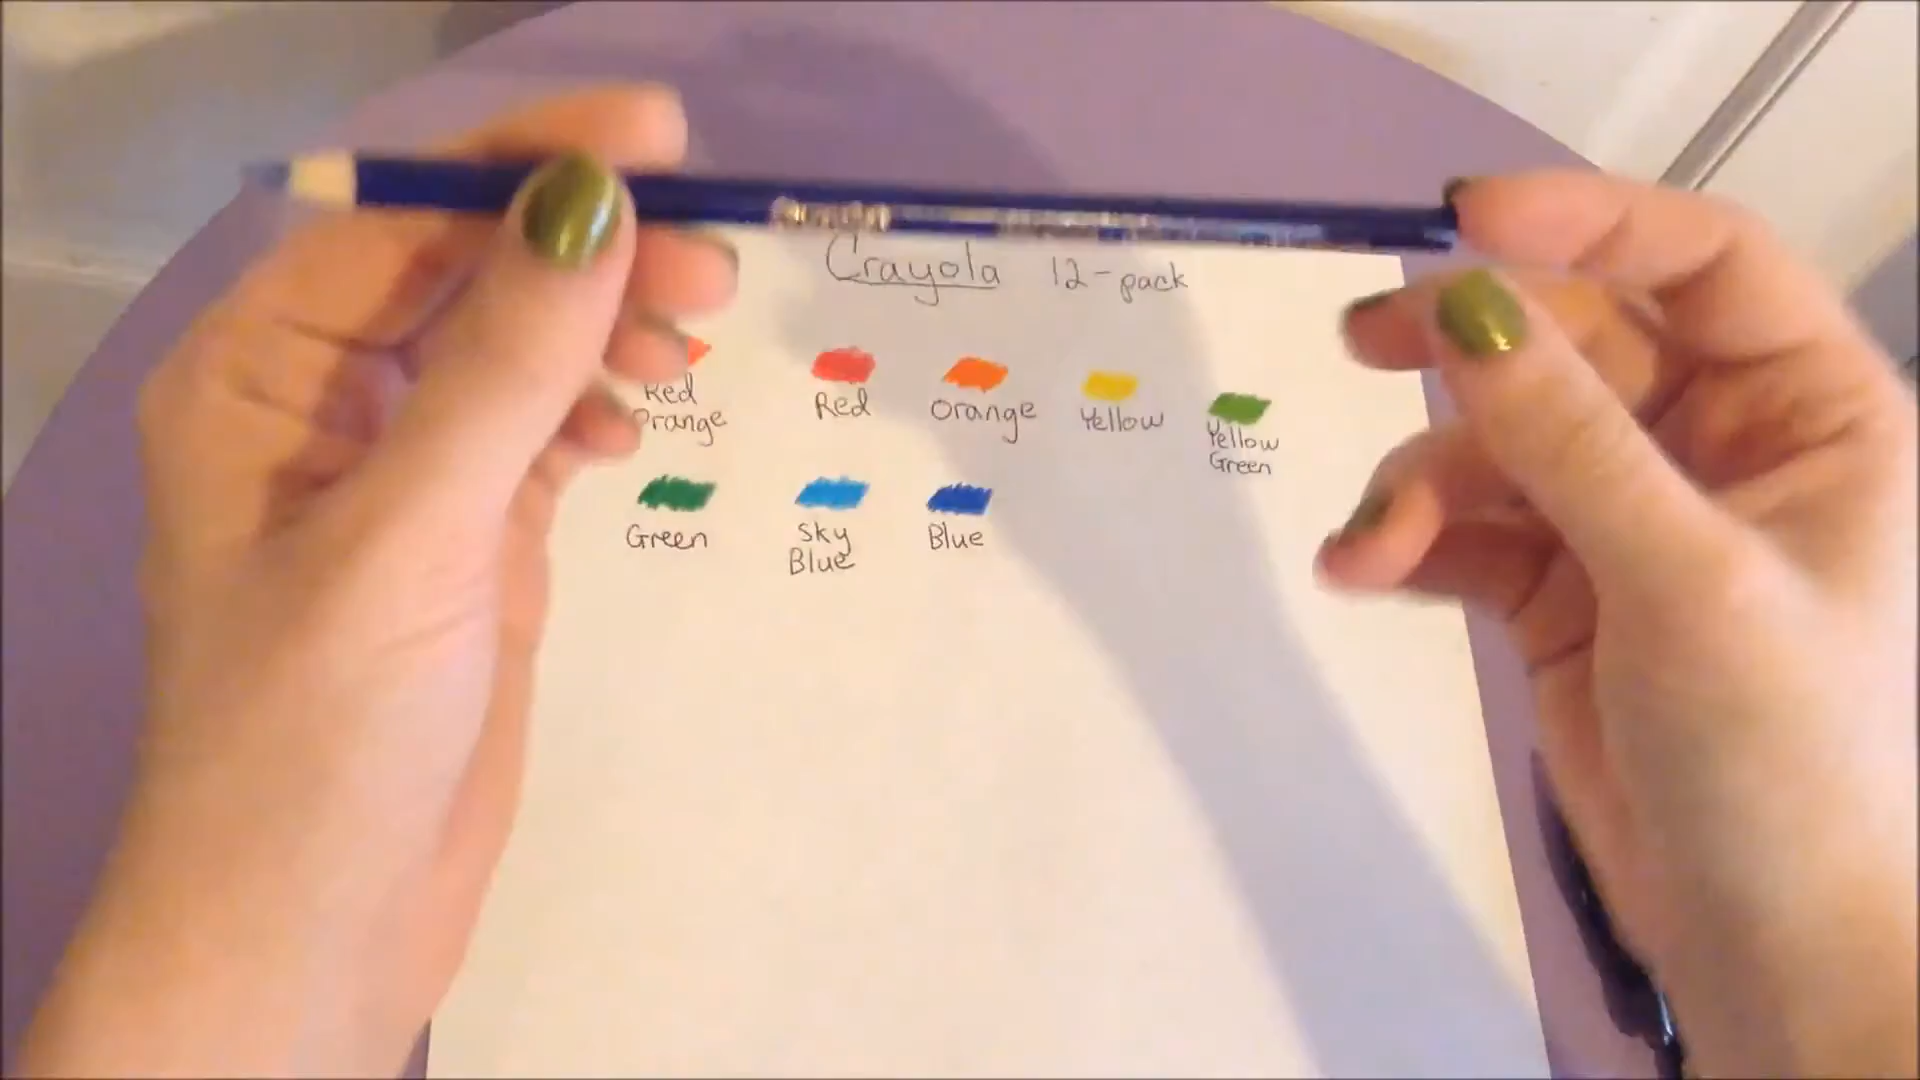 Crayola 12-pack
Red Orange
Red
Orange
Yellow
Yellow Green
Green
Sky Blue
Blue